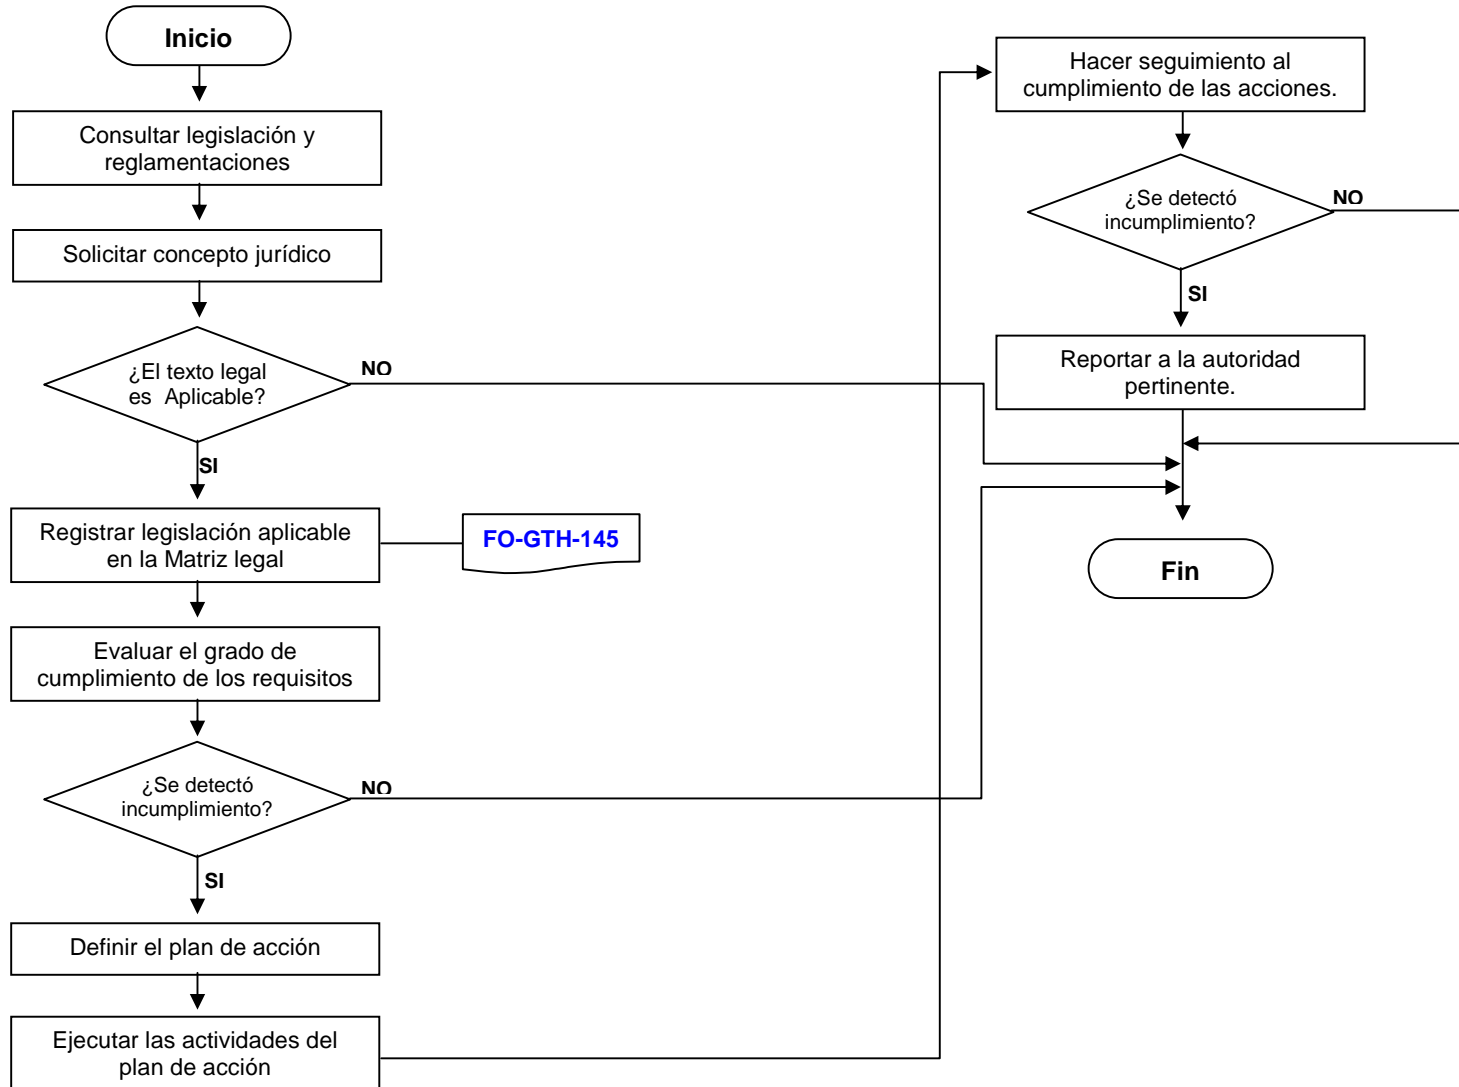 Inicio
Consultar legislación y
reglamentaciones
Solicitar concepto jurídico
¿El texto legal
es Aplicable?
NO
SI
Registrar legislación aplicable
en la Matriz legal
FO-GTH-145
Evaluar el grado de
cumplimiento de los requisitos
¿Se detectó
incumplimiento?
NO
SI
Definir el plan de acción
Ejecutar las actividades del
plan de acción
Hacer seguimiento al
cumplimiento de las acciones.
¿Se detectó
incumplimiento?
NO
SI
Reportar a la autoridad
pertinente.
Fin